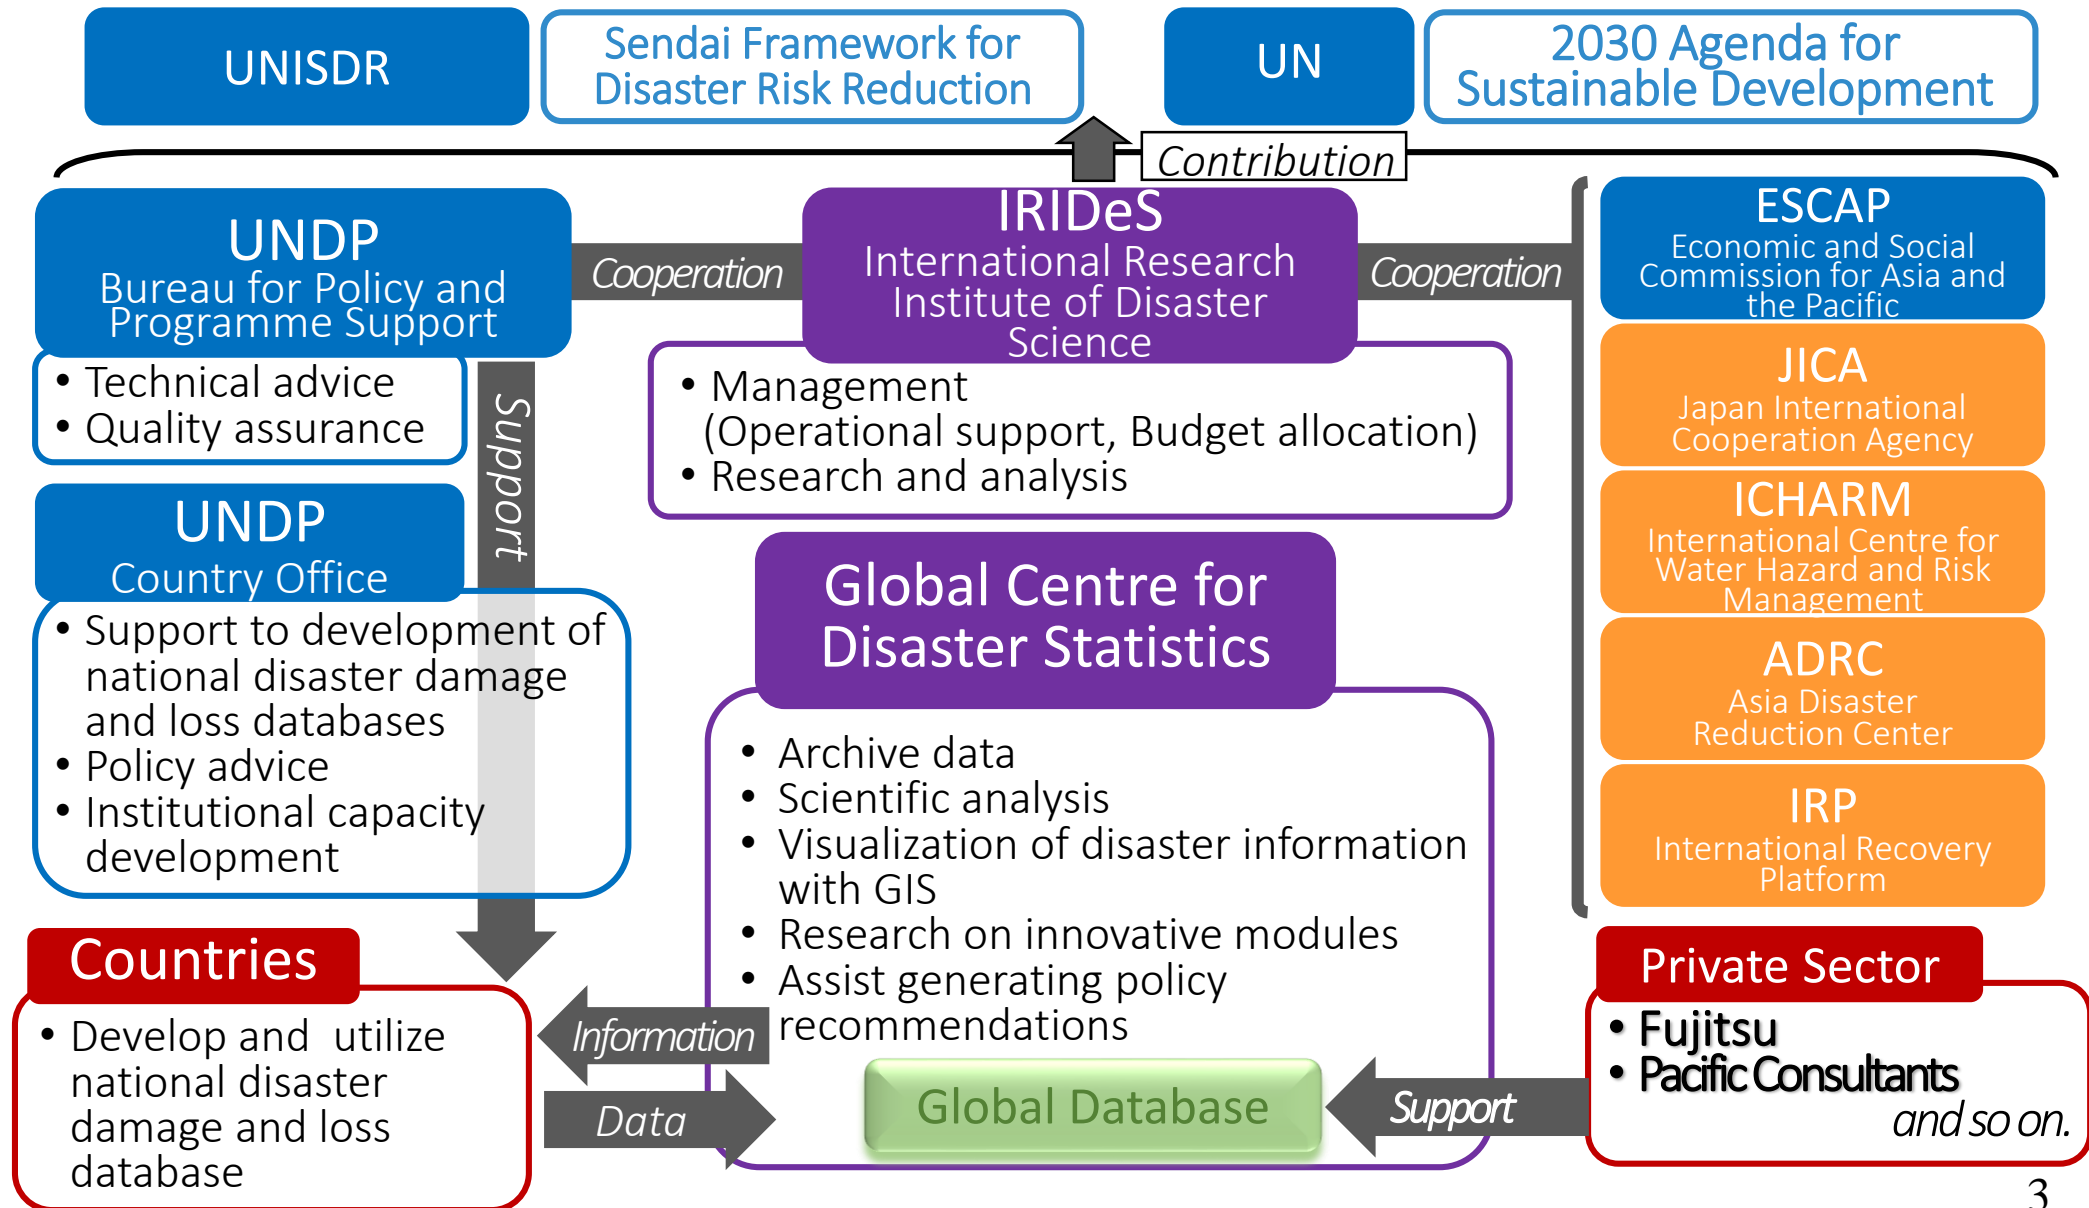 UNISDR
Sendai Framework for
Disaster Risk Reduction
UN
2030 Agenda for
Sustainable Development
Contribution
UNDP
Bureau for Policy and
Programme Support
• Technical advice
• Quality assurance
Cooperation
IRIDeS
International Research
Institute of Disaster
Science
• Management
(Operational support, Budget allocation)
• Research and analysis
Cooperation
ESCAP
Economic and Social
Commission for Asia and
the Pacific
JICA
Japan International
Cooperation Agency
ICHARM
International Centre for
Water Hazard and Risk
Management
ADRC
Asia Disaster
Reduction Center
IRP
International Recovery
Platform
Support
UNDP
Country Office
• Support to development of
national disaster damage
and loss databases
• Policy advice
• Institutional capacity
development
Global Centre for
Disaster Statistics
• Archive data
• Scientific analysis
• Visualization of disaster information
with GIS
• Research on innovative modules
• Assist generating policy
recommendations
Global Database
Countries
• Develop and utilize
national disaster
damage and loss
database
Information
Data
Support
Private Sector
• Fujitsu
• Pacific Consultants
and so on.
3